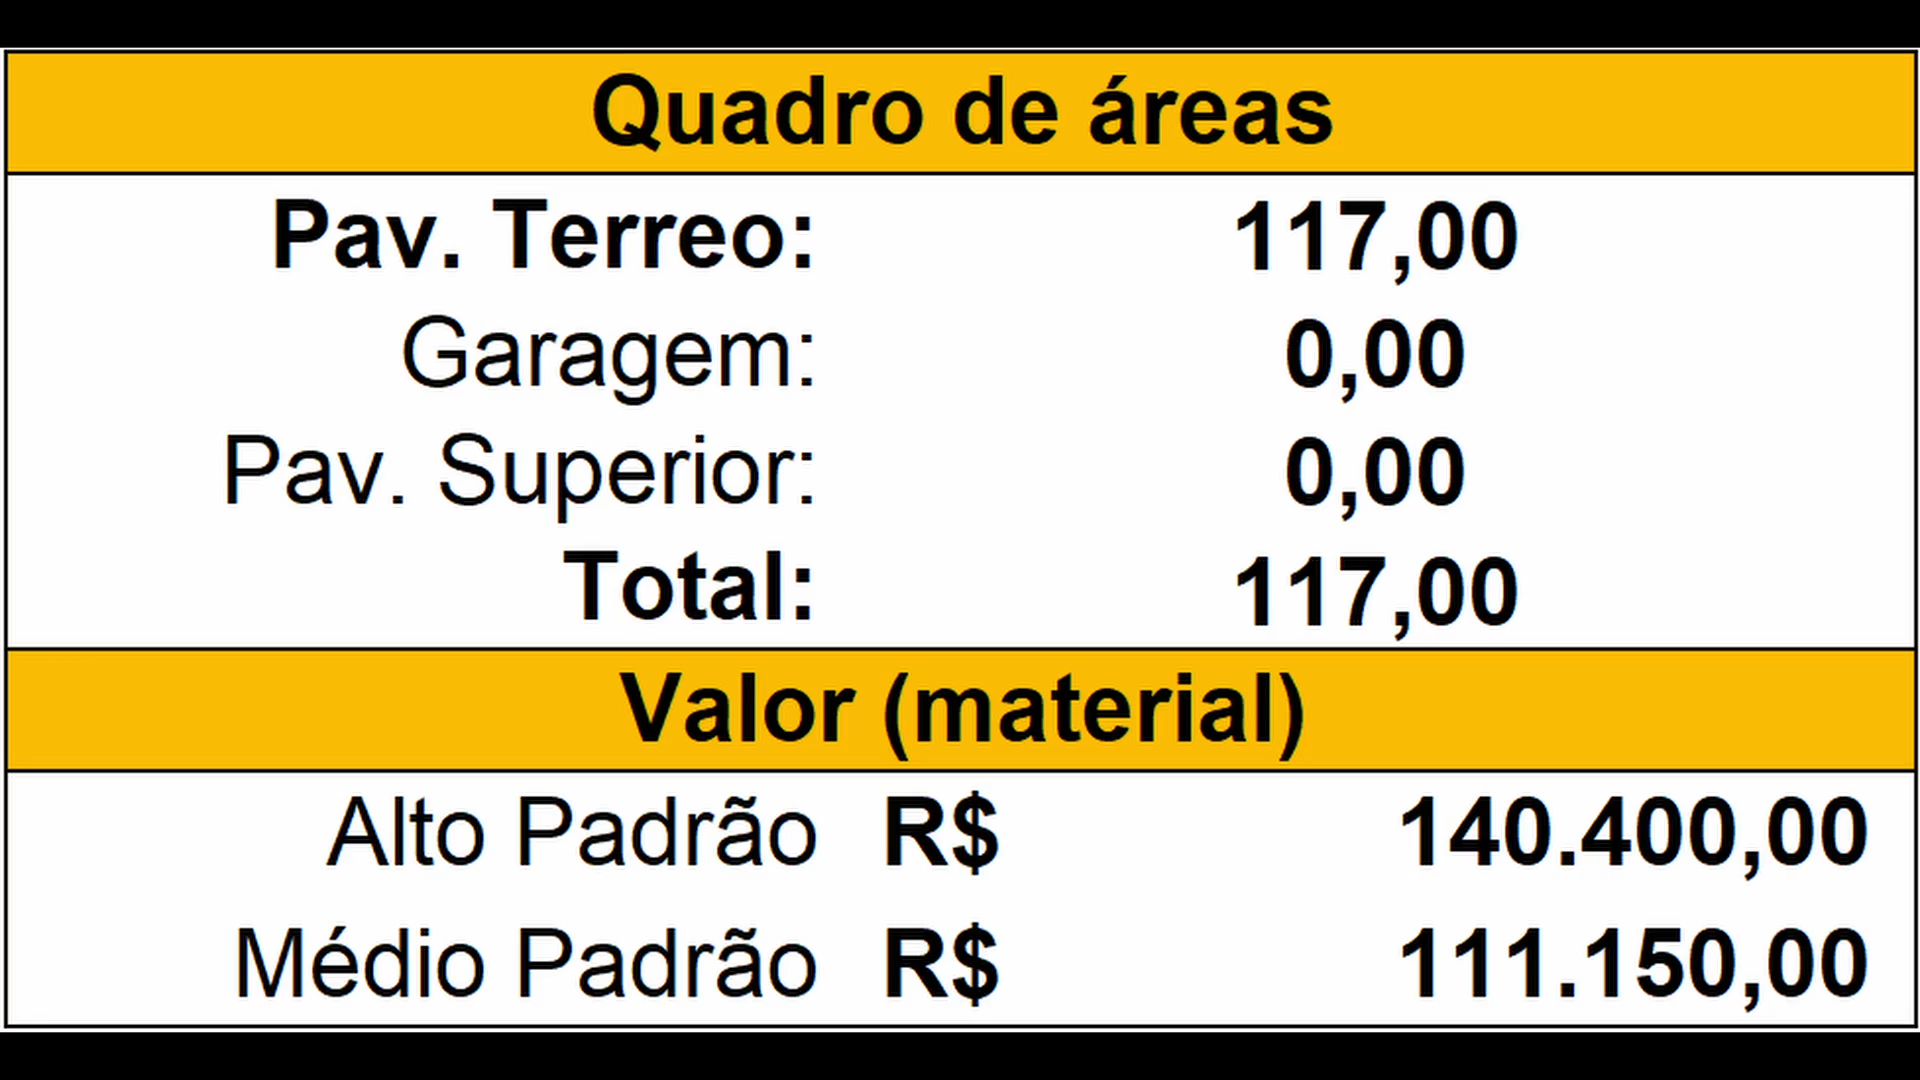 Quadro de áreas
Pav. Terreo: 117,00
Garagem: 0,00
Pav. Superior: 0,00
Total: 117,00
Valor (material)
Alto Padrão R$ 140.400,00
Médio Padrão R$ 111.150,00